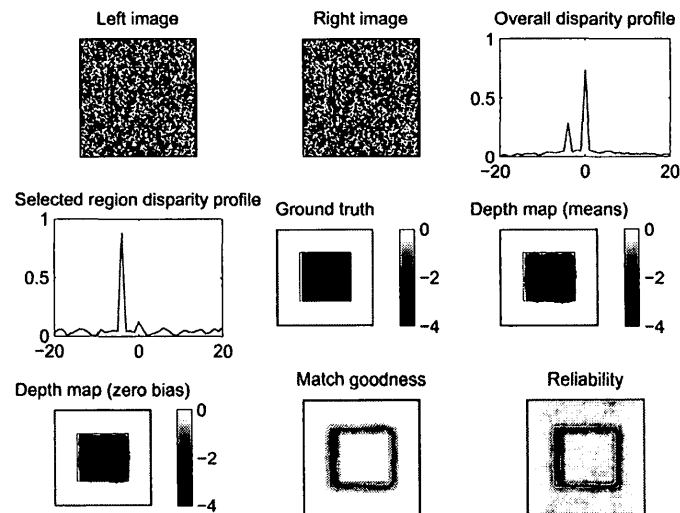 Left image
Right image
Overall disparity profile
1
0.5
0
−20 0 20
Selected region disparity profile
1
0.5
0
−20 0 20
Ground truth
0
−2
−4
Depth map (means)
0
−2
−4
Depth map (zero bias)
0
−2
−4
Match goodness
Reliability